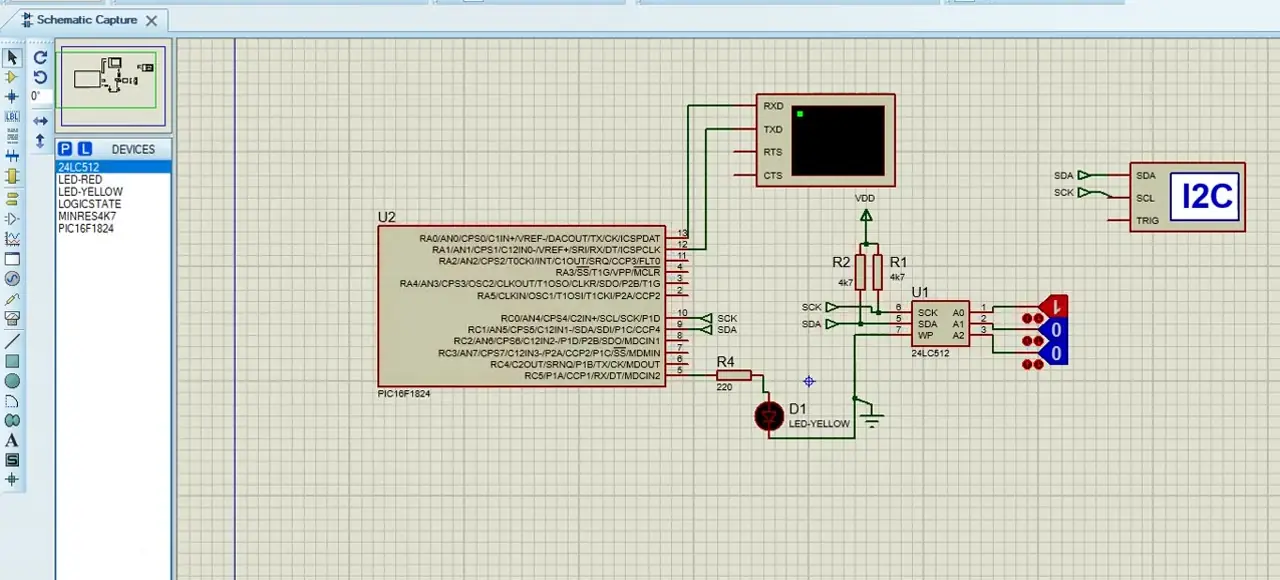 Schematic Capture
0°
LBL
P L DEVICES
24LC512
LED-RED
LED-YELLOW
LOGICSTATE
MINRES4K7
PIC16F1824
A
S
RXD
TXD
RTS
CTS
VDD
SDA
SCK
SDA
SCL
TRIG
I2C
U2
RA0/AN0/CPS0/C1IN+/VREF-/DACOUT/TX/CK/ICSPDAT 13
RA1/AN1/CPS1/C12IN0-/VREF+/SRI/RX/DT/ICSPCLK 12
RA2/AN2/CPS2/T0CKI/INT/C1OUT/SRQ/CCP3/FLT0 11
RA3/SS/T1G/VPP/MCLR 4
RA4/AN3/CPS3/OSC2/CLKOUT/T1OSO/CLKR/SDO/P2B/T1G 3
RA5/CLKIN/OSC1/T1OSI/T1CKI/P2A/CCP2 2
RC0/AN4/CPS4/C2IN+/SCL/SCK/P1D 10 SCK
RC1/AN5/CPS5/C12IN1-/SDA/SDI/P1C/CCP4 9 SDA
RC2/AN6/CPS6/C12IN2-/P1D/P2B/SDO/MDCIN1 8
RC3/AN7/CPS7/C12IN3-/P2A/CCP2/P1C/SS/MDMIN 7
RC4/C2OUT/SRNQ/P1B/TX/CK/MDOUT 6
RC5/P1A/CCP1/RX/DT/MDCIN2 5
PIC16F1824
R4
220
D1
LED-YELLOW
R2
4k7
R1
4k7
U1
SCK 6 SCK A0 1 1
SDA 5 SDA A1 2 0
7 WP A2 3 0
24LC512